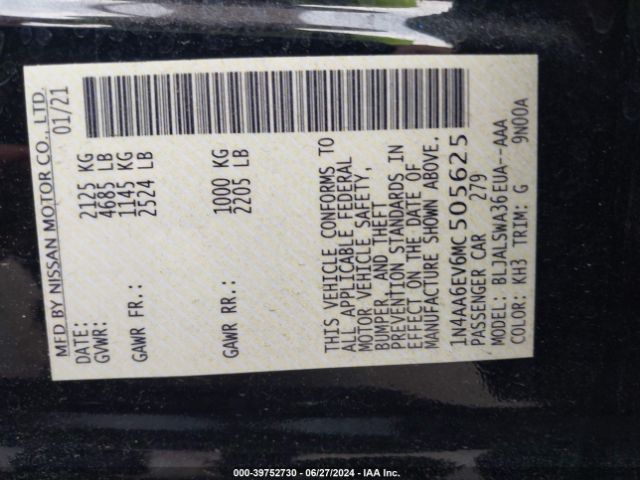 MFD BY NISSAN MOTOR CO., LTD.
DATE: 01/21
GVWR: 2125 KG
4685 LB
GAWR FR.: 1145 KG
2524 LB
GAWR RR.: 1000 KG
2205 LB
THIS VEHICLE CONFORMS TO
ALL APPLICABLE FEDERAL
MOTOR VEHICLE SAFETY,
BUMPER, AND THEFT
PREVENTION STANDARDS IN
EFFECT ON THE DATE OF
MANUFACTURE SHOWN ABOVE.
1N4AA6EV6MC505625
PASSENGER CAR 279
MODEL: BLJALSWA36EUA--AAA
COLOR: KH3 TRIM: G 9N00A
000-39752730 - 06/27/2024 - IAA Inc.